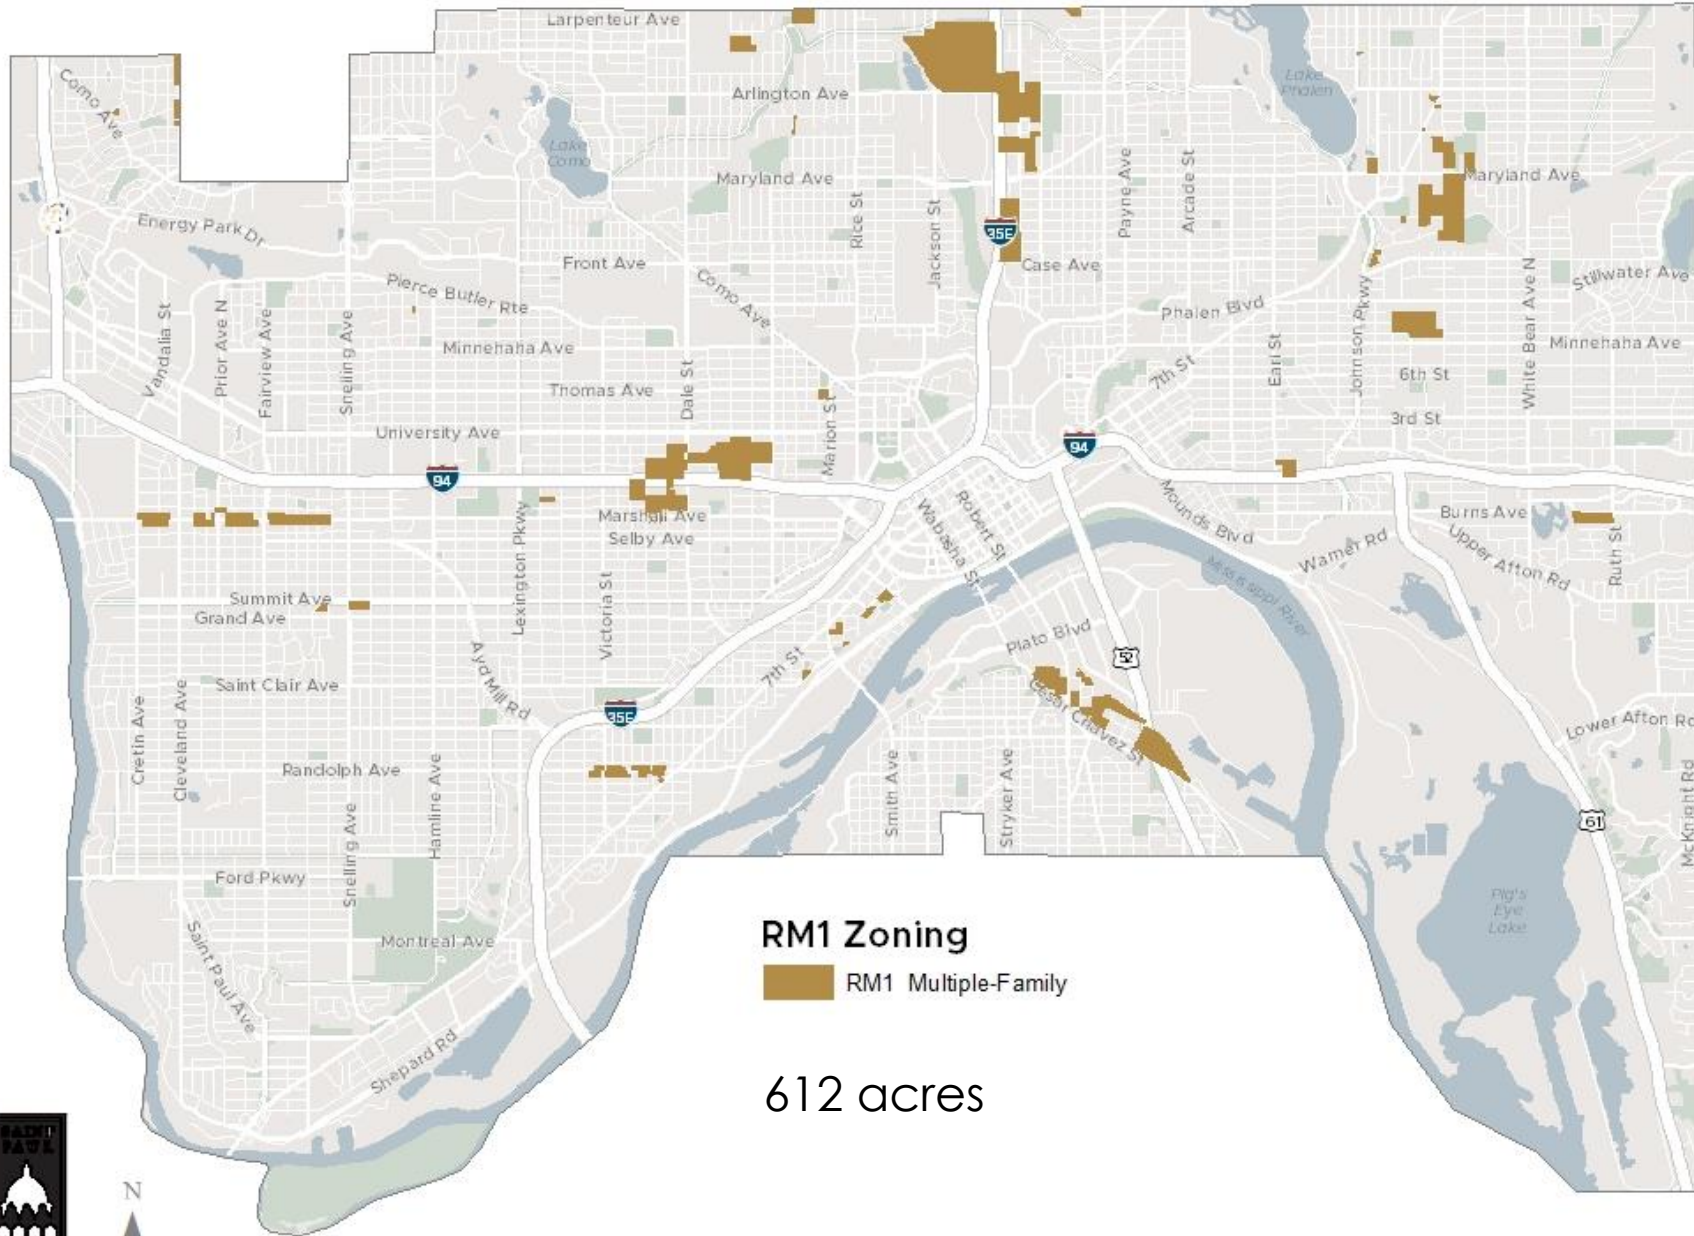 Larpenteur Ave
Como Ave
Arlington Ave
Lake
Phalen
Lake
Como
Maryland Ave
Maryland Ave
Payne Ave
Arcade St
Rice St
Jackson St
Energy Park Dr
35E
Front Ave
Como Ave
Case Ave
Stillwater Ave
Pierce Butler Rte
Phalen Blvd
Vandalia St
Prior Ave N
Fairview Ave
Snelling Ave
Minnehaha Ave
Earl St
Johnson Pkwy
White Bear Ave N
Minnehaha Ave
Thomas Ave
Dale St
7th St
6th St
Marion St
3rd St
University Ave
94
94
Marshall Ave
Selby Ave
Lexington Pkwy
Victoria St
Wabasha St
Robert St
Mounds Blvd
Burns Ave
Warner Rd
Upper Afton Rd
Ruth St
Mississippi River
Summit Ave
Grand Ave
Plato Blvd
52
7th St
Ayd Mill Rd
Saint Clair Ave
Cesar Chavez St
35E
Cretin Ave
Cleveland Ave
Lower Afton Rd
Randolph Ave
Hamline Ave
Smith Ave
Stryker Ave
McKnight Rd
61
Snelling Ave
Ford Pkwy
Pig's
Eye
Lake
Saint Paul Ave
Montreal Ave
RM1 Zoning
RM1 Multiple-Family
Shepard Rd
612 acres
SAINT
PAUL
N